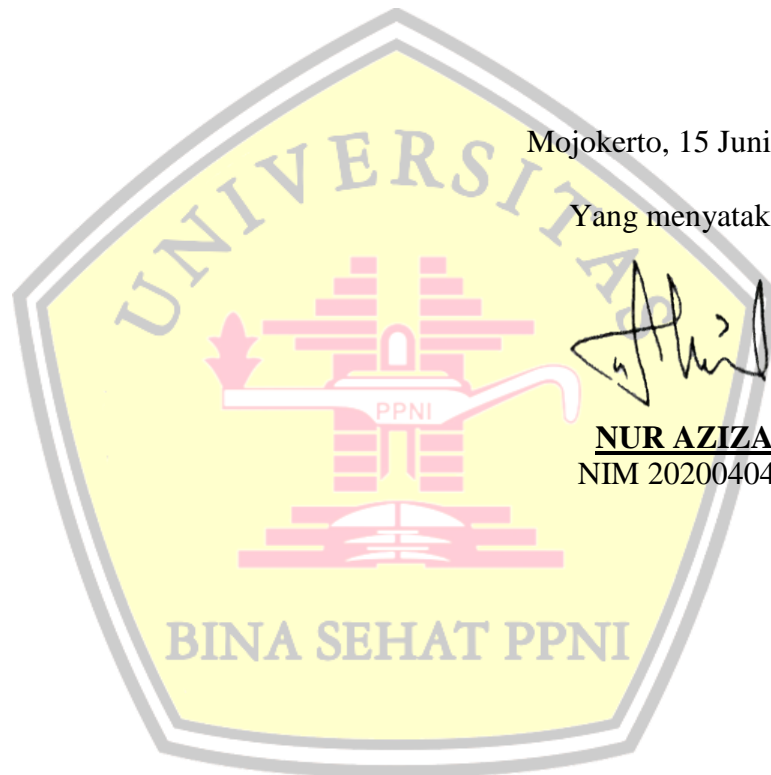 UNIVERSITAS
Mojokerto, 15 Juni
Yang menyatak
PPNI
NUR AZIZA
NIM 20200404
BINA SEHAT PPNI